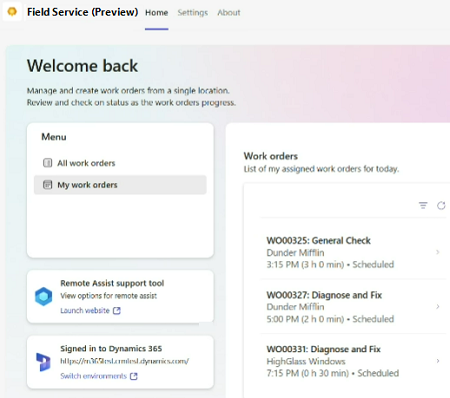 Field Service (Preview) Home Settings About
Welcome back
Manage and create work orders from a single location.
Review and check on status as the work orders progress.
Menu
All work orders
My work orders
Remote Assist support tool
View options for remote assist
Launch website
Signed in to Dynamics 365
https://m365test.crmtest.dynamics.com/
Switch environments
Work orders
List of my assigned work orders for today.
WO00325: General Check
Dunder Mifflin
3:15 PM (3 h 0 min) • Scheduled
WO00327: Diagnose and Fix
Dunder Mifflin
5:00 PM (2 h 0 min) • Scheduled
WO00331: Diagnose and Fix
HighGlass Windows
7:15 PM (0 h 30 min) • Scheduled